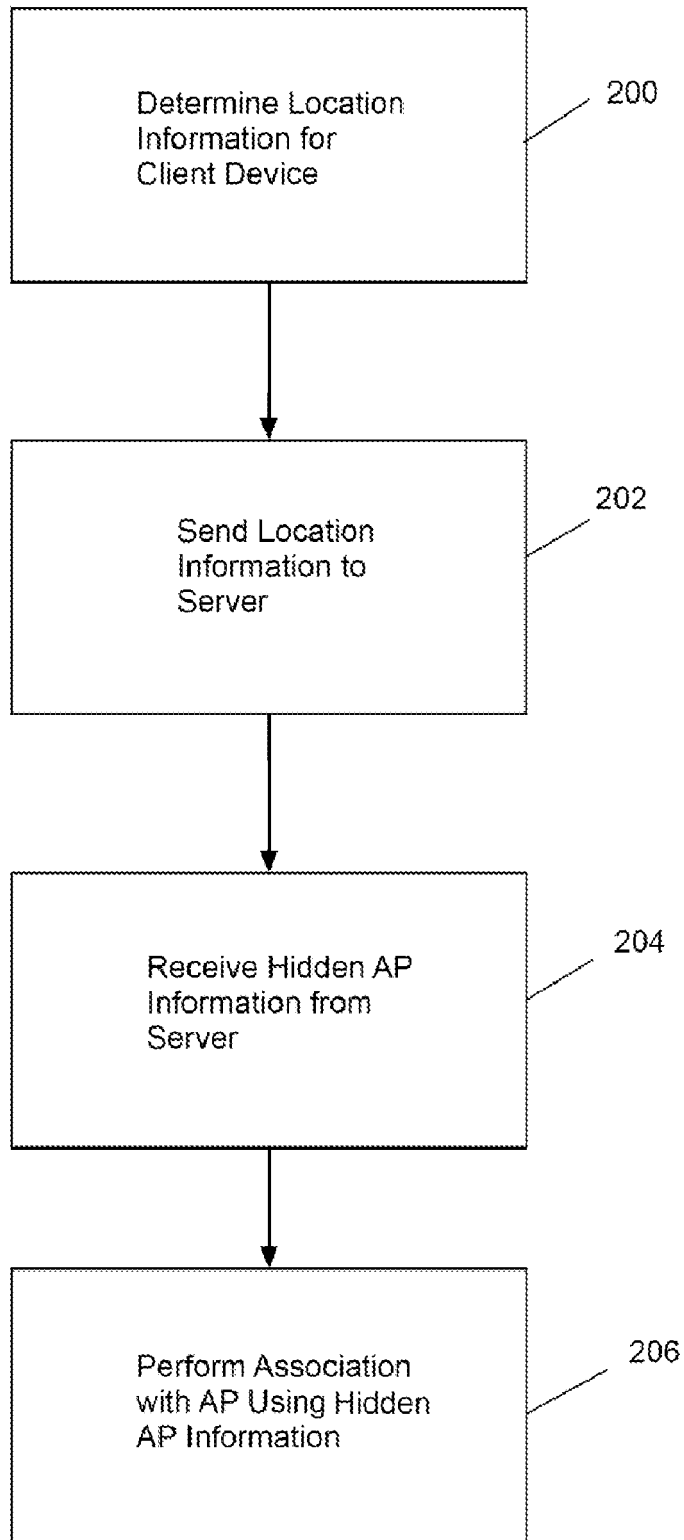 Determine Location
Information for
Client Device
200
Send Location
Information to
Server
202
Receive Hidden AP
Information from
Server
204
Perform Association
with AP Using Hidden
AP Information
206